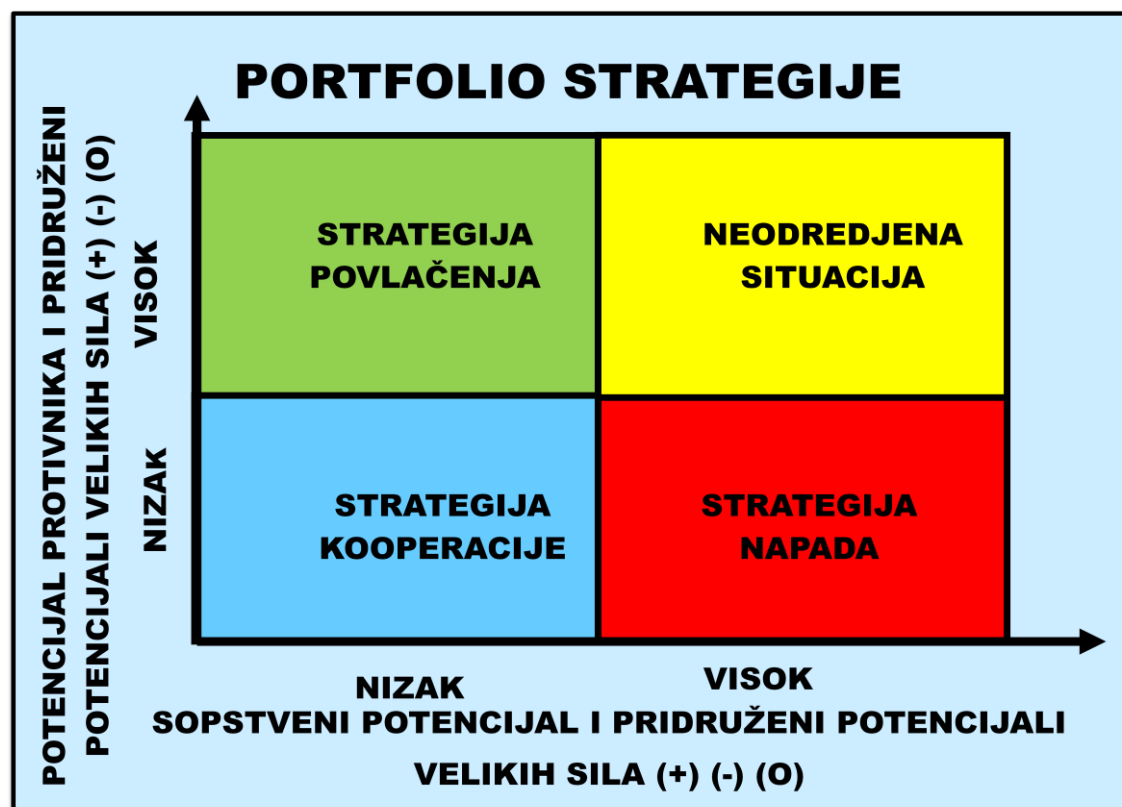 PORTFOLIO STRATEGIJE
POTENCIJAL PROTIVNIKA I PRIDRUŽENI
POTENCIJALI VELIKIH SILA (+) (-) (O)
VISOK
NIZAK
STRATEGIJA
POVLAČENJA
NEODREDJENA
SITUACIJA
STRATEGIJA
KOOPERACIJE
STRATEGIJA
NAPADA
NIZAK
VISOK
SOPSTVENI POTENCIJAL I PRIDRUŽENI POTENCIJALI
VELIKIH SILA (+) (-) (O)